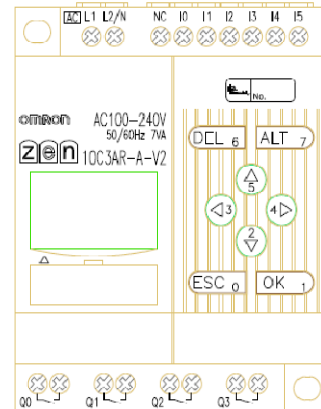 AC L1 L2/N NC I0 I1 I2 I3 I4 I5
No.
OMRON AC100-240V
50/60Hz 7VA
zen 10C3AR-A-V2
DEL 6 ALT 7
5
3 4
2
ESC 0 OK 1
Q0 Q1 Q2 Q3